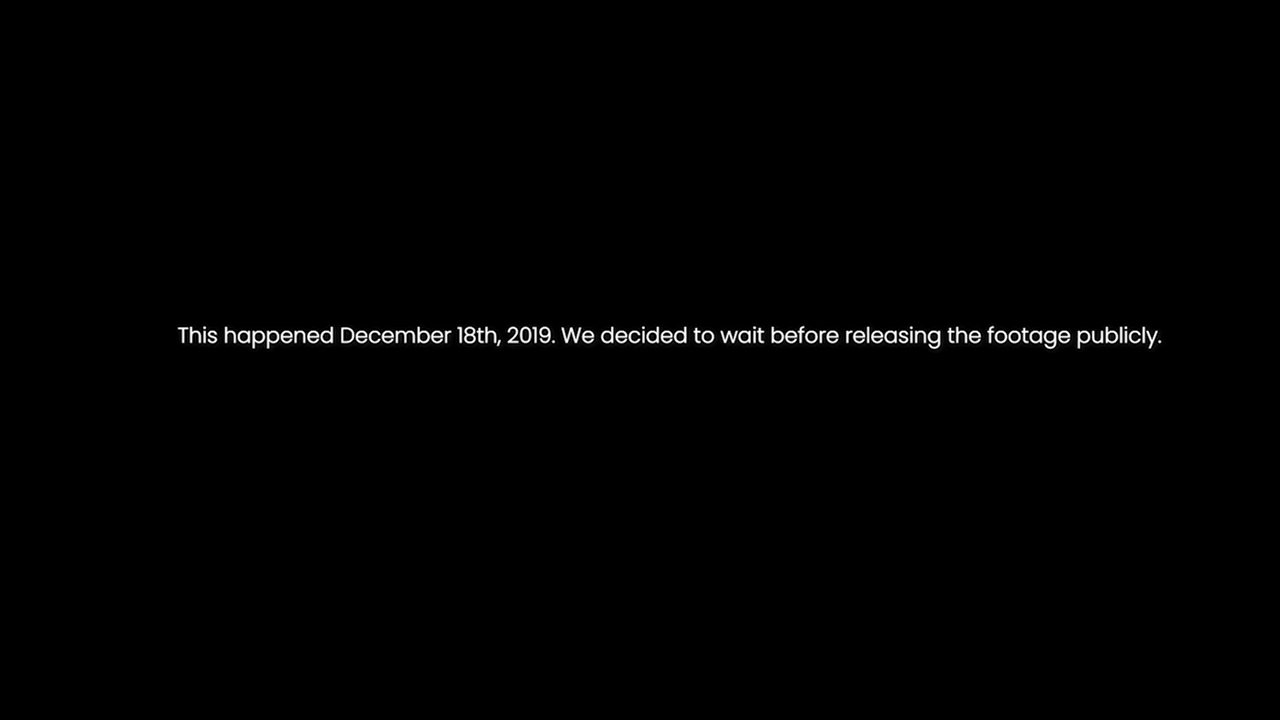 This happened December 18th, 2019. We decided to wait before releasing the footage publicly.